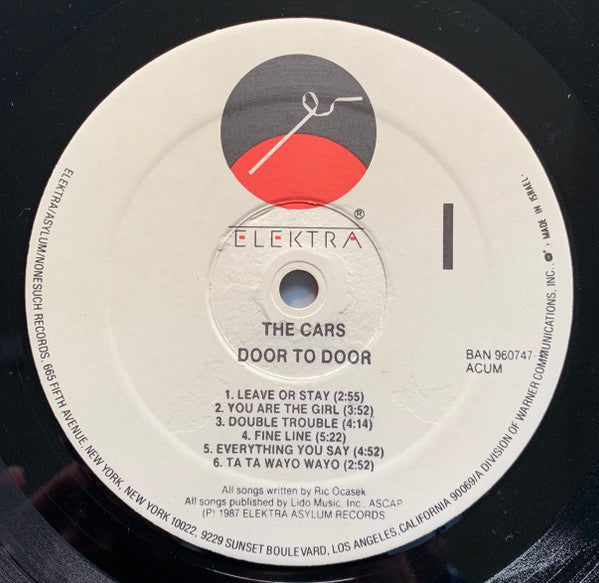 ®
ELEKTRA
I
THE CARS
DOOR TO DOOR
BAN 960747-1
ACUM
1. LEAVE OR STAY (2:55)
2. YOU ARE THE GIRL (3:52)
3. DOUBLE TROUBLE (4:14)
4. FINE LINE (5:22)
5. EVERYTHING YOU SAY (4:52)
6. TA TA WAYO WAYO (2:52)
All songs written by Ric Ocasek
All songs published by Lido Music, Inc., ASCAP
(P) 1987 ELEKTRA ASYLUM RECORDS
ELEKTRA/ASYLUM/NONESUCH RECORDS, 665 FIFTH AVENUE, NEW YORK, NEW YORK 10022, 9229 SUNSET BOULEVARD, LOS ANGELES, CALIFORNIA 90069/A DIVISION OF WARNER COMMUNICATIONS, INC., • MADE IN ISRAEL.